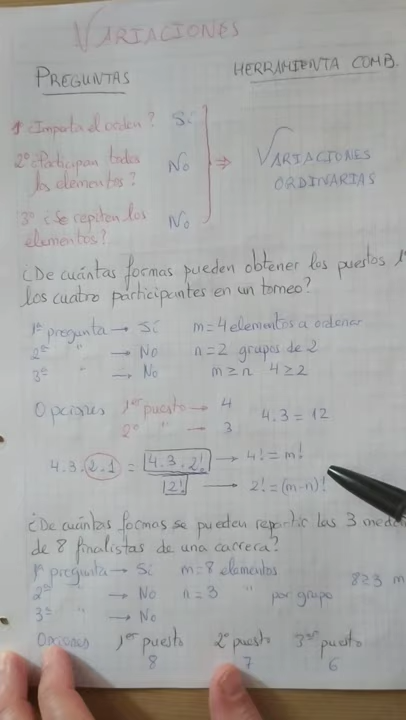 VARIACIONES
PREGUNTAS HERRAMIENTA COMB.
1º ¿Importa el orden? Sí
2º ¿Participan todos los elementos? No ⇒ VARIACIONES ORDINARIAS
3º ¿Se repiten los elementos? No
¿De cuántas formas pueden obtener los puestos
los cuatro participantes en un torneo?
1ª pregunta → Sí m=4 elementos a ordenar
2ª " → No n=2 grupos de 2
3ª " → No m≥n 4≥2
Opciones 1er puesto → 4 4.3=12
2º " → 3
4.3.2.1 = 4.3.2! → 4!=m!
2! → 2!=(m-n)!
¿De cuántas formas se pueden repartir las 3
de 8 finalistas de una carrera?
1ª pregunta → Sí m=8 elementos
2ª " → No n=3 " por grupo 8≥3 m
3ª " → No
Opciones 1er puesto 2º puesto 3er puesto
8 7 6